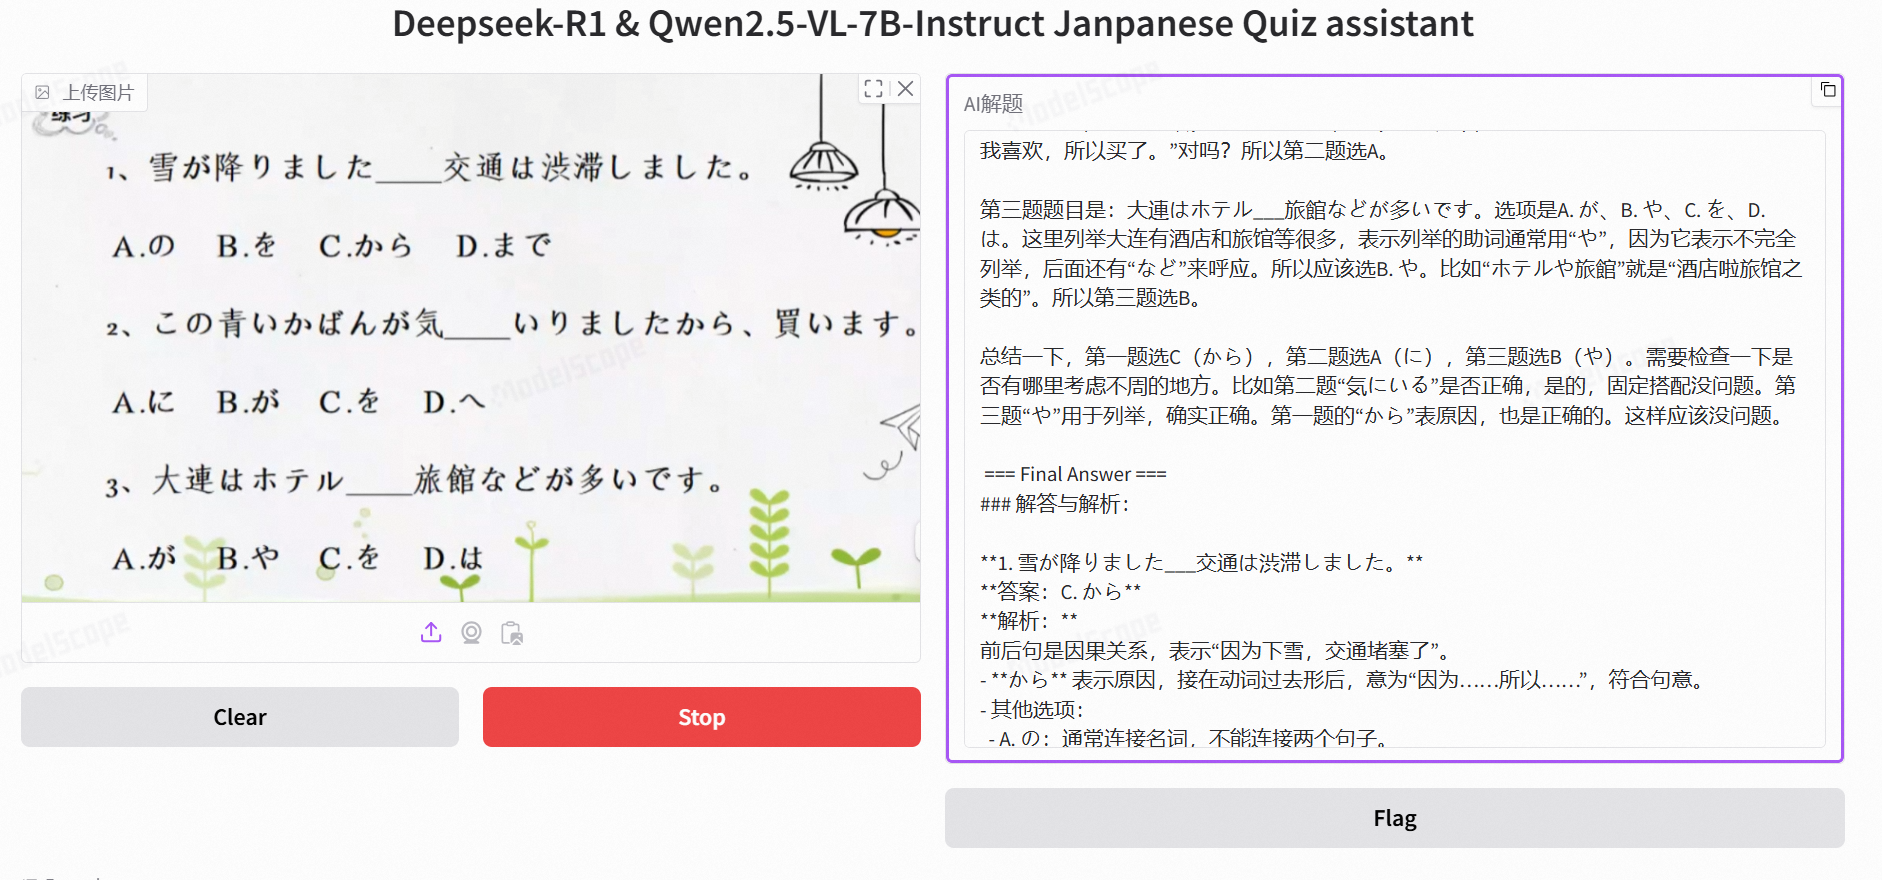 Deepseek-R1 & Qwen2.5-VL-7B-Instruct Janpanese Quiz assistant
上传图片
练习
1、雪が降りました____交通は渋滞しました。
A.の B.を C.から D.まで
2、この青いかばんが気____いりましたから、買います。
A.に B.が C.を D.へ
3、大連はホテル____旅館などが多いです。
A.が B.や C.を D.は
Clear
Stop
AI解题
我喜欢，所以买了。”对吗？所以第二题选A。
第三题题目是：大連はホテル___旅館などが多いです。选项是A. が、B. や、C. を、D.
は。这里列举大连有酒店和旅馆等很多，表示列举的助词通常用“や”，因为它表示不完全
列举，后面还有“など”来呼应。所以应该选B. や。比如“ホテルや旅館”就是“酒店啦旅馆之
类的”。所以第三题选B。
总结一下，第一题选C（から），第二题选A（に），第三题选B（や）。需要检查一下是
否有哪里考虑不周的地方。比如第二题“気にいる”是否正确，是的，固定搭配没问题。第
三题“や”用于列举，确实正确。第一题的“から”表原因，也是正确的。这样应该没问题。
=== Final Answer ===
### 解答与解析：
**1. 雪が降りました___交通は渋滞しました。**
**答案：C. から**
**解析：**
前后句是因果关系，表示“因为下雪，交通堵塞了”。
- **から** 表示原因，接在动词过去形后，意为“因为……所以……”，符合句意。
- 其他选项：
- A. の：通常连接名词，不能连接两个句子。
Flag
ModelScope